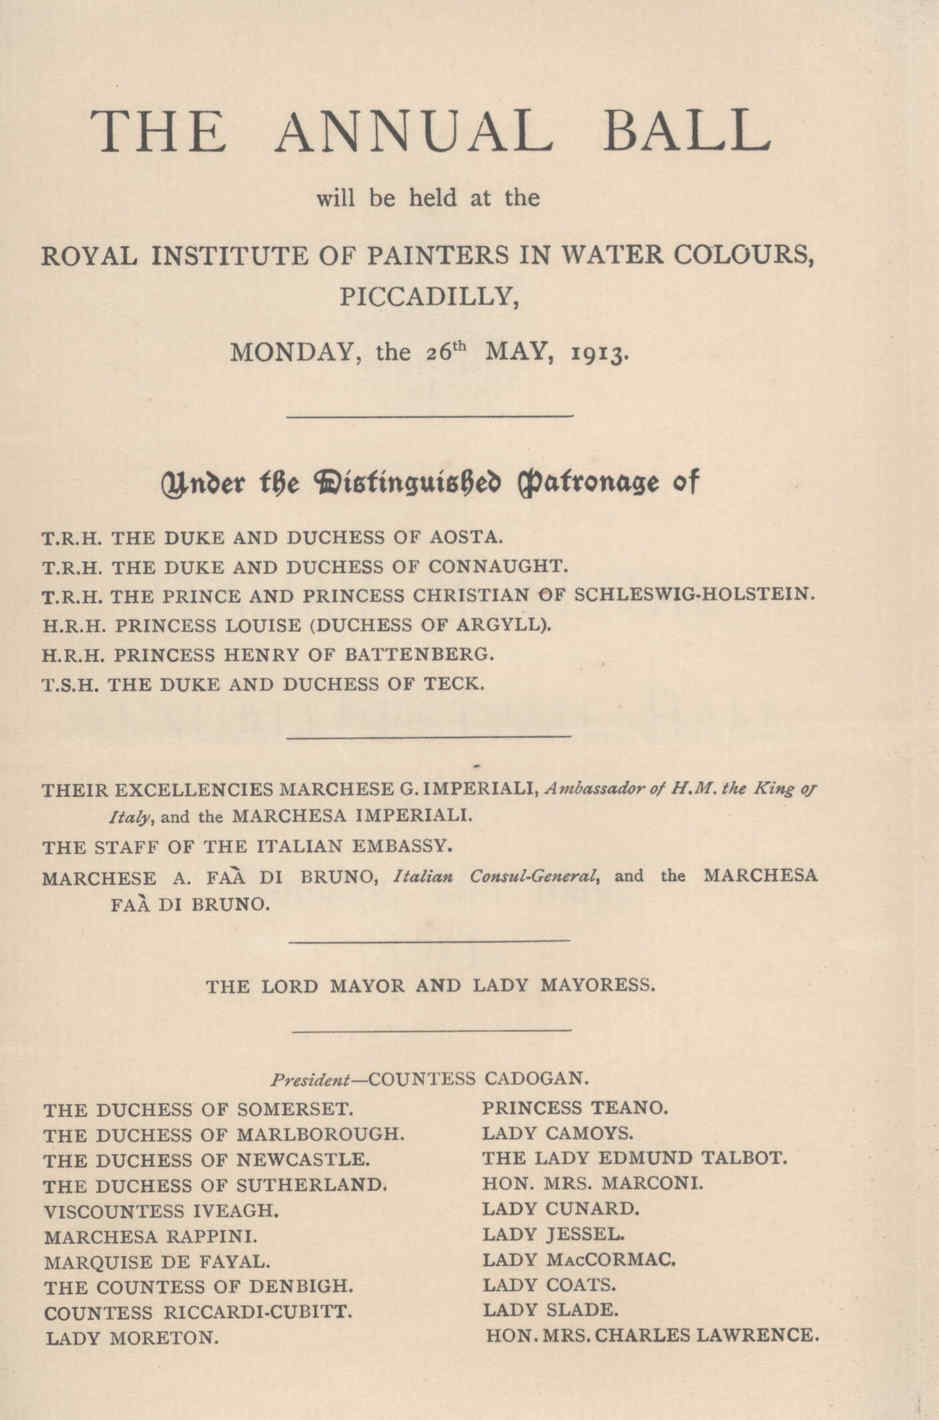 THE ANNUAL BALL
will be held at the
ROYAL INSTITUTE OF PAINTERS IN WATER COLOURS,
PICCADILLY,
MONDAY, the 26th MAY, 1913.
Under the Distinguished Patronage of
T.R.H. THE DUKE AND DUCHESS OF AOSTA.
T.R.H. THE DUKE AND DUCHESS OF CONNAUGHT.
T.R.H. THE PRINCE AND PRINCESS CHRISTIAN OF SCHLESWIG-HOLSTEIN.
H.R.H. PRINCESS LOUISE (DUCHESS OF ARGYLL).
H.R.H. PRINCESS HENRY OF BATTENBERG.
T.S.H. THE DUKE AND DUCHESS OF TECK.
THEIR EXCELLENCIES MARCHESE G. IMPERIALI, Ambassador of H.M. the King of
Italy, and the MARCHESA IMPERIALI.
THE STAFF OF THE ITALIAN EMBASSY.
MARCHESE A. FAÀ DI BRUNO, Italian Consul-General, and the MARCHESA
FAÀ DI BRUNO.
THE LORD MAYOR AND LADY MAYORESS.
President—COUNTESS CADOGAN.
THE DUCHESS OF SOMERSET.
THE DUCHESS OF MARLBOROUGH.
THE DUCHESS OF NEWCASTLE.
THE DUCHESS OF SUTHERLAND.
VISCOUNTESS IVEAGH.
MARCHESA RAPPINI.
MARQUISE DE FAYAL.
THE COUNTESS OF DENBIGH.
COUNTESS RICCARDI-CUBITT.
LADY MORETON.
PRINCESS TEANO.
LADY CAMOYS.
THE LADY EDMUND TALBOT.
HON. MRS. MARCONI.
LADY CUNARD.
LADY JESSEL.
LADY MacCORMAC.
LADY COATS.
LADY SLADE.
HON. MRS. CHARLES LAWRENCE.